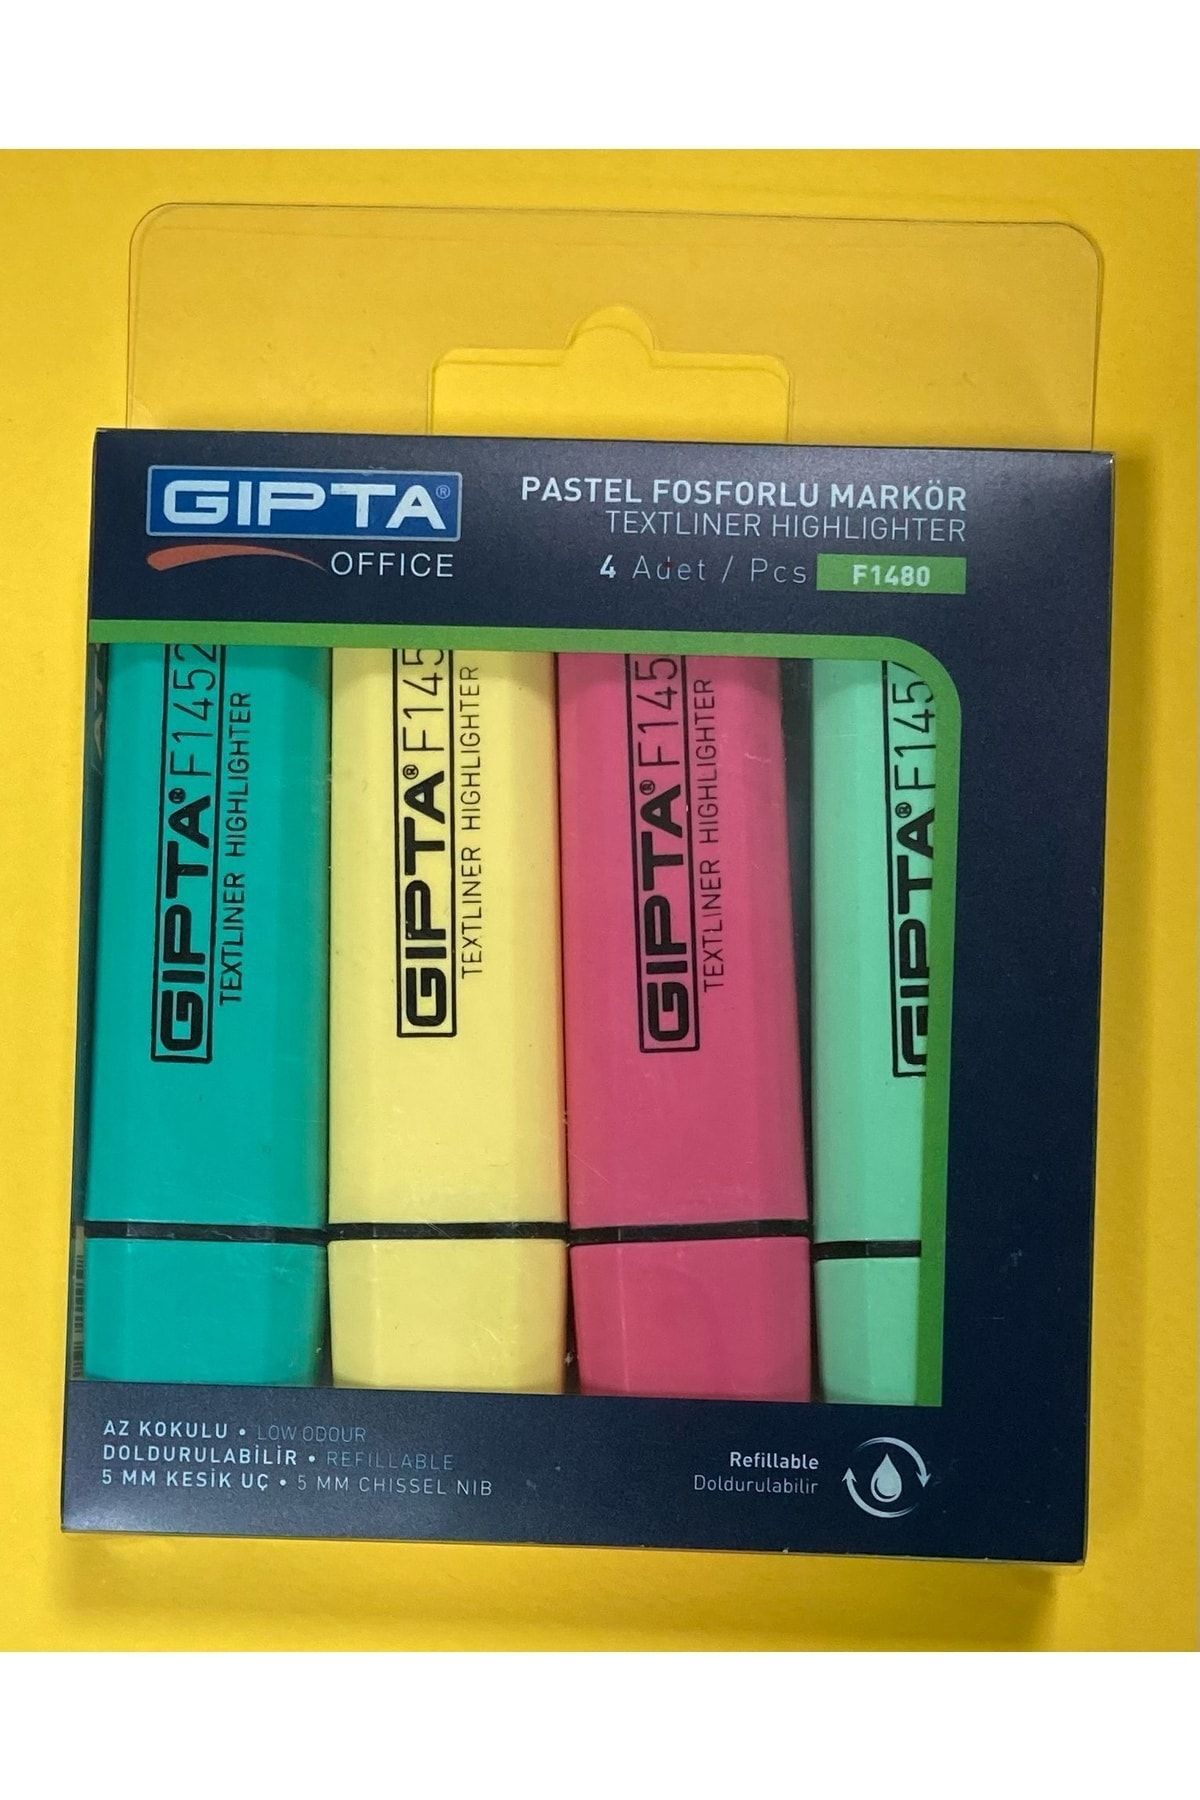 GIPTA®
OFFICE
PASTEL FOSFORLU MARKÖR
TEXTLINER HIGHLIGHTER
4 Adet / Pcs F1480
GIPTA® F1452
TEXTLINER HIGHLIGHTER
GIPTA® F145
TEXTLINER HIGHLIGHTER
GIPTA® F145
TEXTLINER HIGHLIGHTER
GIPTA® F145
AZ KOKULU • LOW ODOUR
DOLDURULABİLİR • REFILLABLE
5 MM KESİK UÇ • 5 MM CHISSEL NIB
Refillable
Doldurulabilir